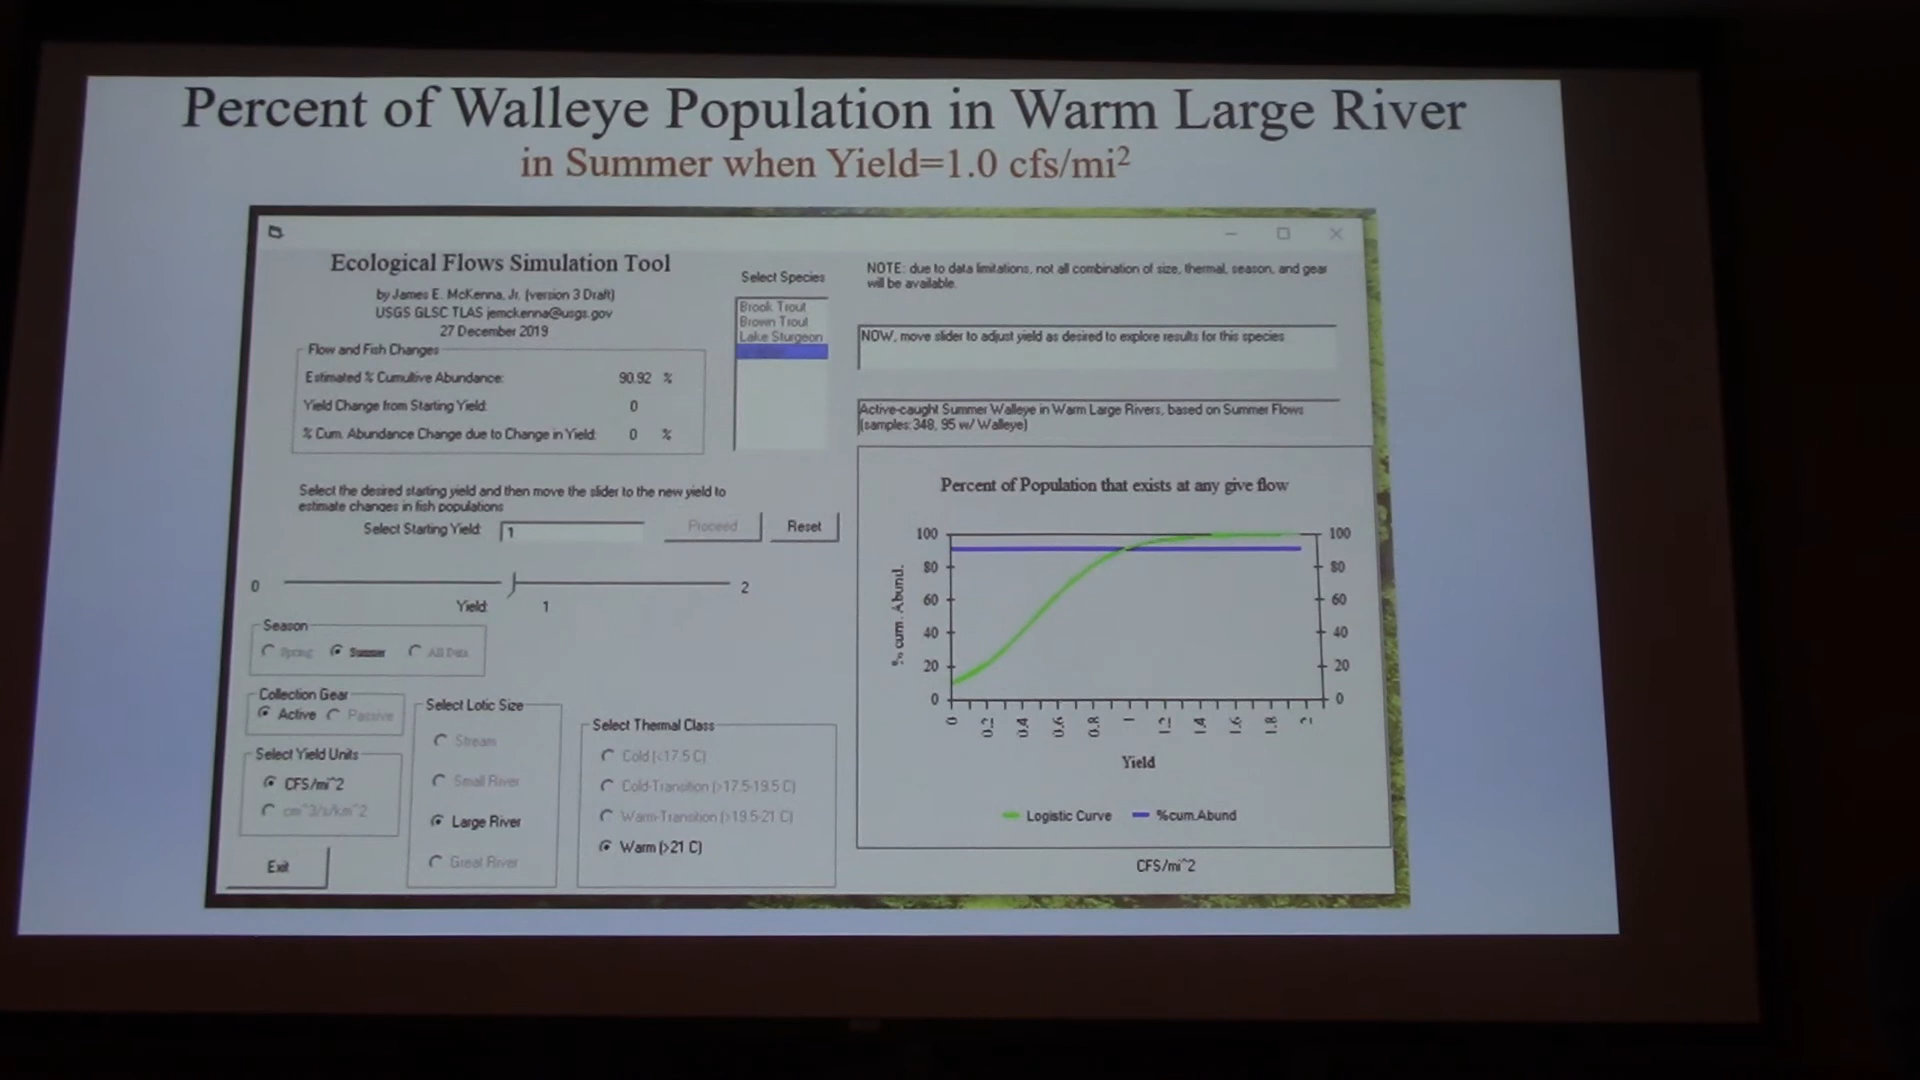 Percent of Walleye Population in Warm Large River
in Summer when Yield=1.0 cfs/mi²
Ecological Flows Simulation Tool
by James E. McKenna, Jr. (version 3 Draft)
USGS GLSC TLAS jemckenna@usgs.gov
27 December 2019
Flow and Fish Changes
Estimated % Cumultive Abundance: 90.92 %
Yield Change from Starting Yield: 0
% Cum. Abundance Change due to Change in Yield: 0 %
Select Species
Brook Trout
Brown Trout
Lake Sturgeon
NOTE: due to data limitations, not all combination of size, thermal, season, and gear
will be available.
NOW, move slider to adjust yield as desired to explore results for this species
Active-caught Summer Walleye in Warm Large Rivers, based on Summer Flows
(samples: 348, 95 w/ Walleye)
Select the desired starting yield and then move the slider to the new yield to
estimate changes in fish populations
Select Starting Yield: 1
Proceed
Reset
0
2
Yield: 1
Season
Spring Summer All Data
Collection Gear
Active Passive
Select Yield Units
CFS/mi^2
cm^3/s/km^2
Exit
Select Lotic Size
Stream
Small River
Large River
Great River
Select Thermal Class
Cold (<17.5 C)
Cold-Transition (>17.5-19.5 C)
Warm-Transition (>19.5-21 C)
Warm (>21 C)
Percent of Population that exists at any give flow
% cum. Abund.
100 100
80 80
60 60
40 40
20 20
0 0
0 0.2 0.4 0.6 0.8 1 1.2 1.4 1.6 1.8 2
Yield
Logistic Curve %cum.Abund
CFS/mi^2